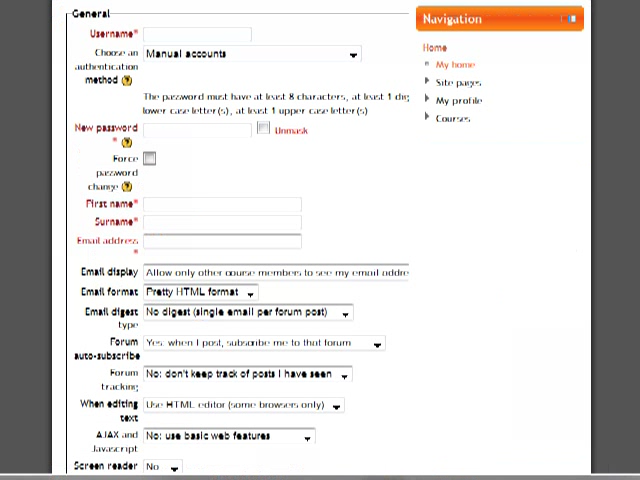 General
Navigation
Username*
Home
Choose an authentication method
Manual accounts
My home
Site pages
The password must have at least 8 characters, at least 1 dig
My profile
lower case letter(s), at least 1 upper case letter(s)
Courses
New password *
Unmask
Force password change
First name*
Surname*
Email address *
Email display
Allow only other course members to see my email addre
Email format
Pretty HTML format
Email digest type
No digest (single email per forum post)
Forum auto-subscribe
Yes: when I post, subscribe me to that forum
Forum tracking
No: don't keep track of posts I have seen
When editing text
Use HTML editor (some browsers only)
AJAX and Javascript
No: use basic web features
Screen reader
No